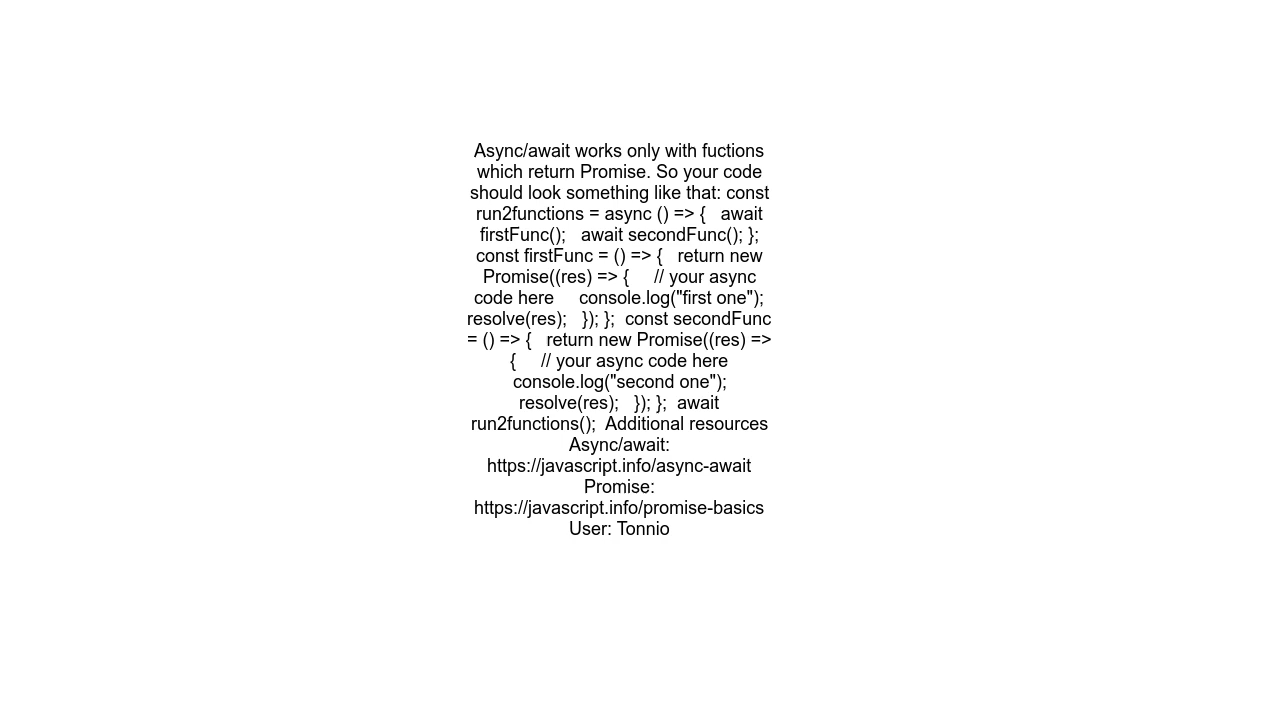 Async/await works only with fuctions
which return Promise. So your code
should look something like that: const
run2functions = async () => {   await
firstFunc();   await secondFunc(); };
const firstFunc = () => {   return new
Promise((res) => {     // your async
code here     console.log("first one");
resolve(res);   }); };  const secondFunc
= () => {   return new Promise((res) =>
{     // your async code here
console.log("second one");
resolve(res);   }); };  await
run2functions();  Additional resources
Async/await:
https://javascript.info/async-await
Promise:
https://javascript.info/promise-basics
User: Tonnio